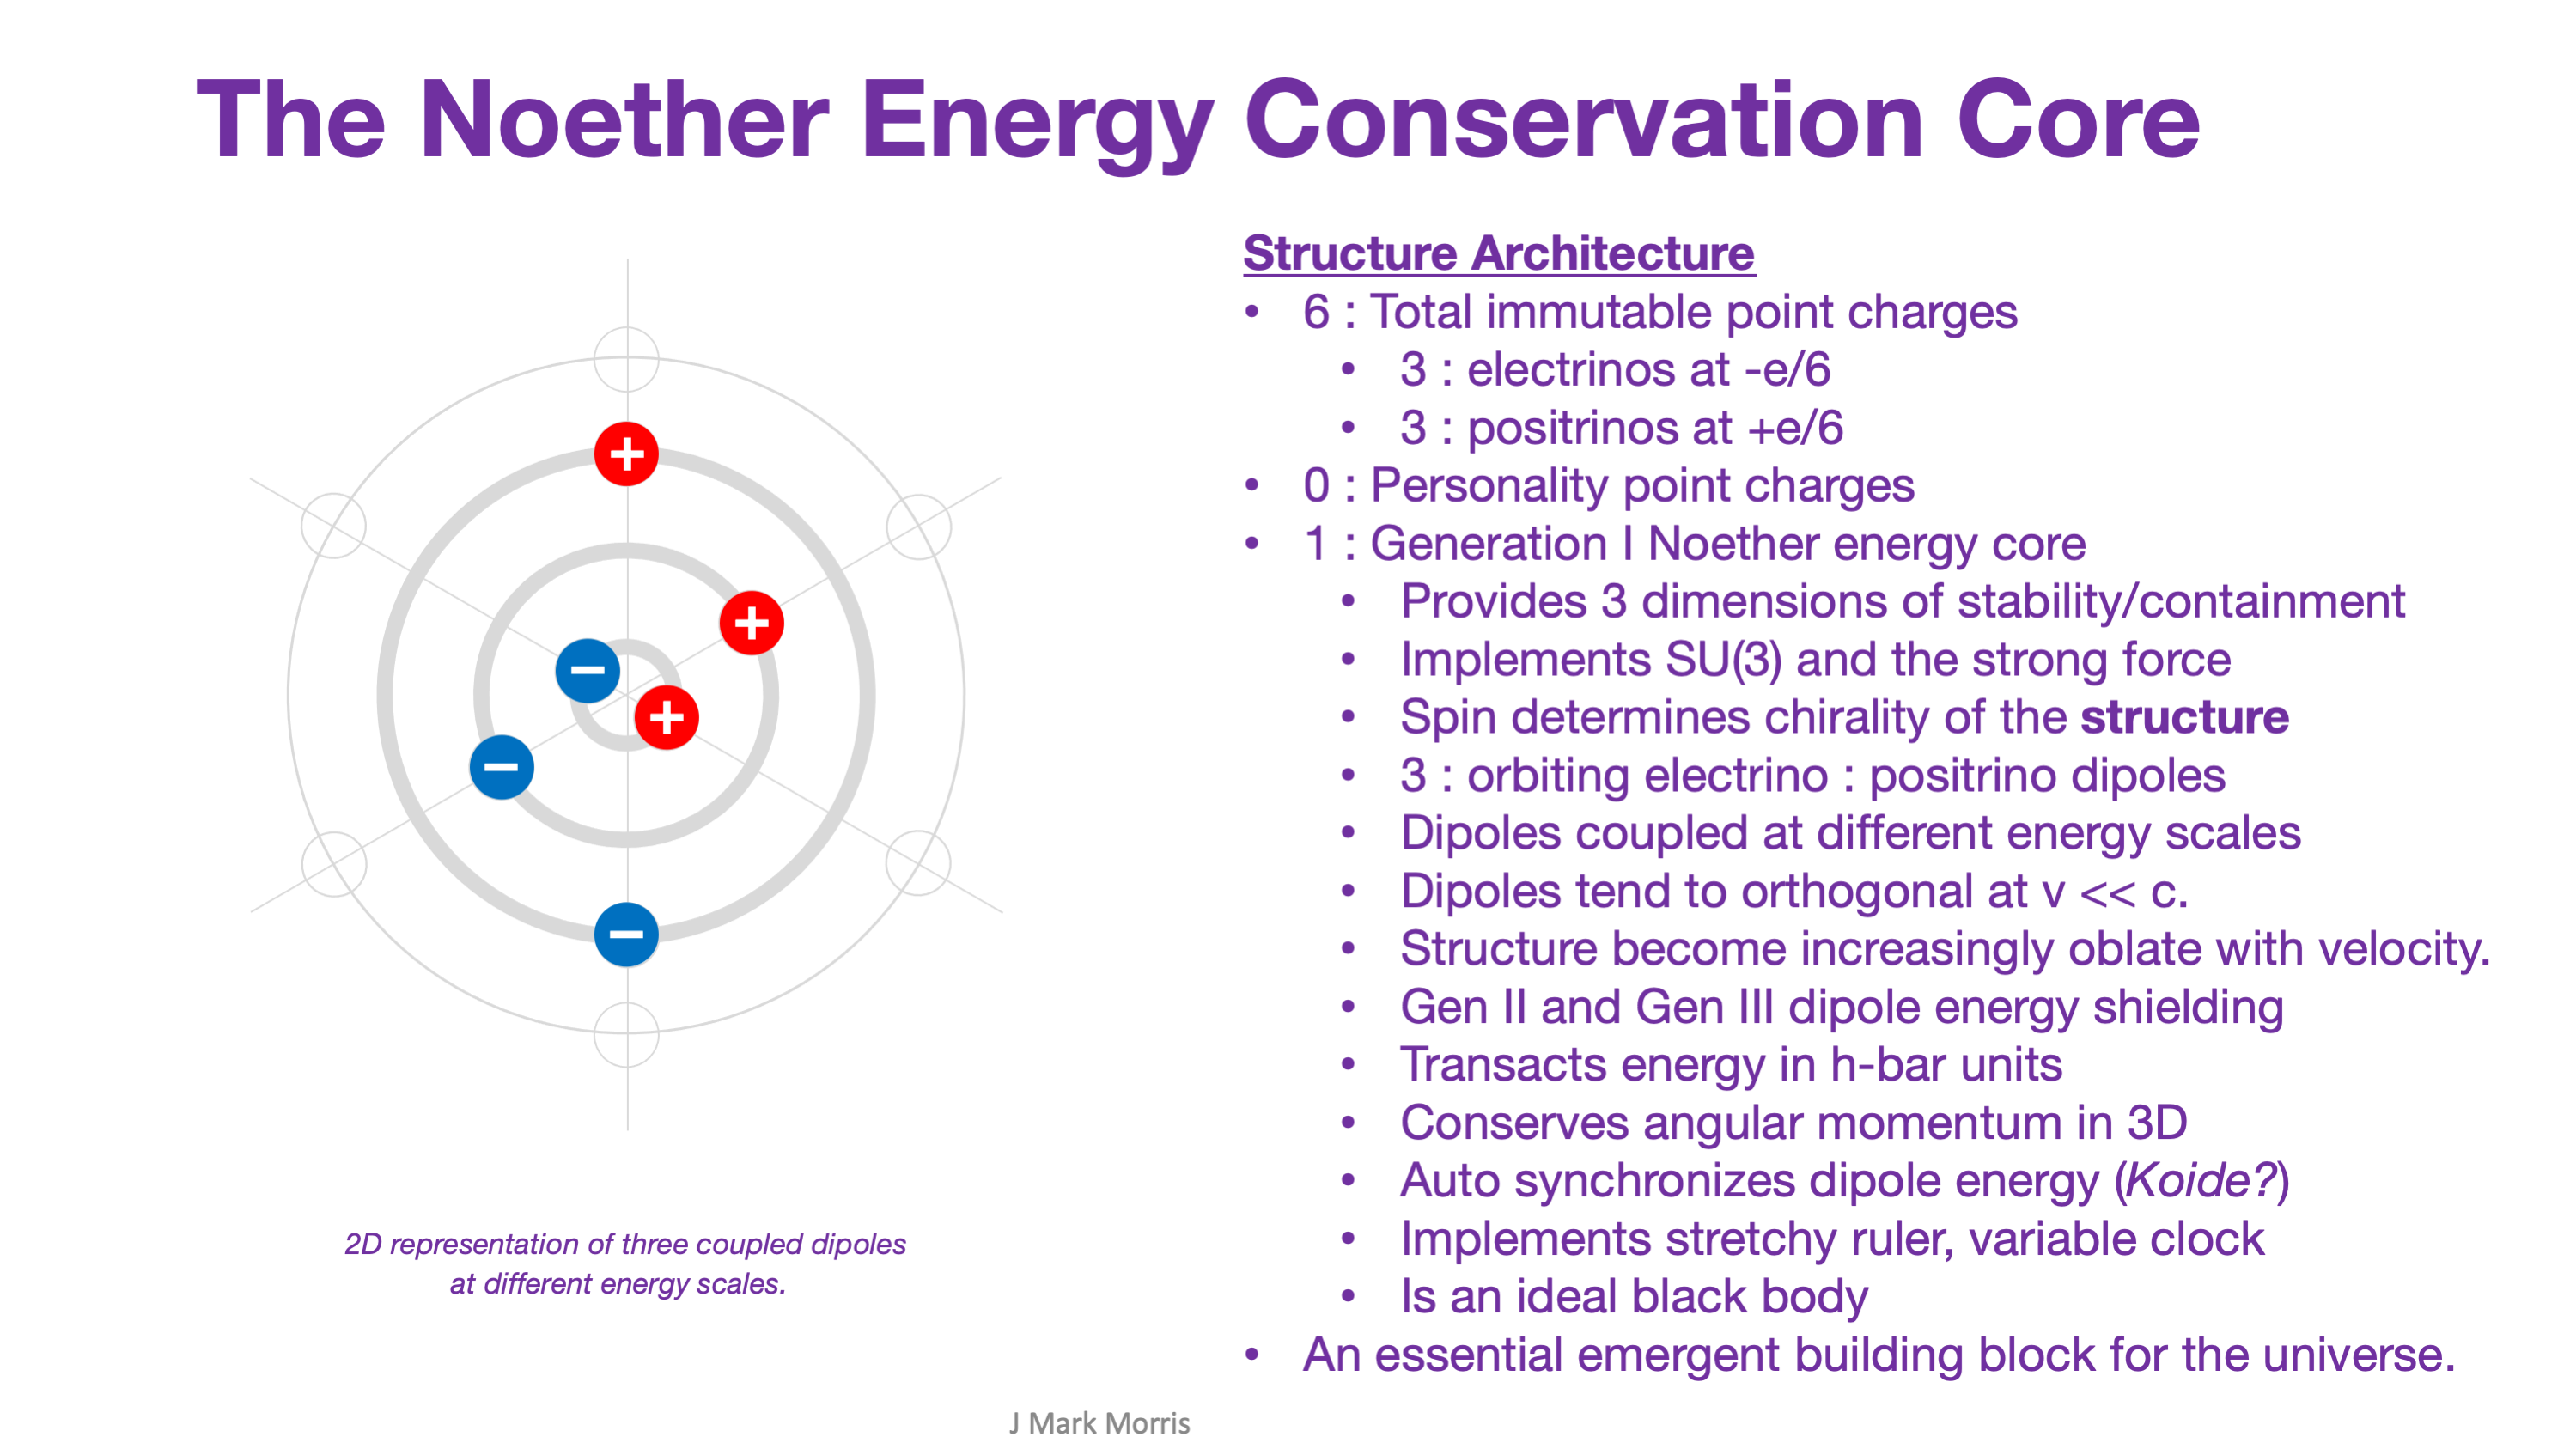 The Noether Energy Conservation Core
Structure Architecture
• 6 : Total immutable point charges
• 3 : electrinos at -e/6
• 3 : positrinos at +e/6
• 0 : Personality point charges
• 1 : Generation I Noether energy core
• Provides 3 dimensions of stability/containment
• Implements SU(3) and the strong force
• Spin determines chirality of the structure
• 3 : orbiting electrino : positrino dipoles
• Dipoles coupled at different energy scales
• Dipoles tend to orthogonal at v << c.
• Structure become increasingly oblate with velocity.
• Gen II and Gen III dipole energy shielding
• Transacts energy in h-bar units
• Conserves angular momentum in 3D
• Auto synchronizes dipole energy (Koide?)
• Implements stretchy ruler, variable clock
• Is an ideal black body
• An essential emergent building block for the universe.
+
+
−
+
−
−
2D representation of three coupled dipoles
at different energy scales.
J Mark Morris